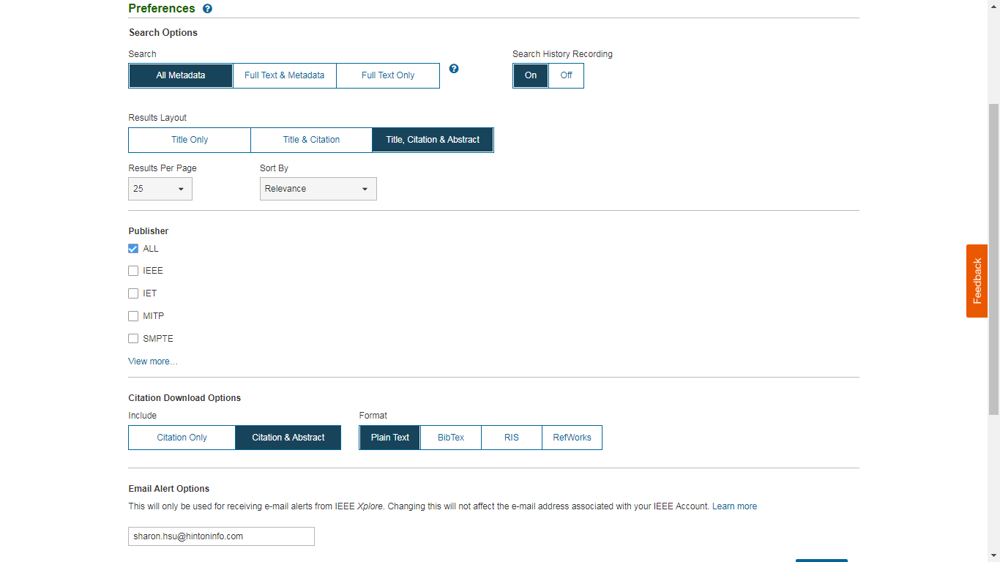 Preferences
Search Options
Search Search History Recording
All Metadata Full Text & Metadata Full Text Only On Off
Results Layout
Title Only Title & Citation Title, Citation & Abstract
Results Per Page Sort By
25 Relevance
Publisher
ALL
IEEE
IET
MITP
SMPTE
View more...
Feedback
Citation Download Options
Include Format
Citation Only Citation & Abstract Plain Text BibTex RIS RefWorks
Email Alert Options
This will only be used for receiving e-mail alerts from IEEE Xplore. Changing this will not affect the e-mail address associated with your IEEE Account. Learn more
sharon.hsu@hintoninfo.com